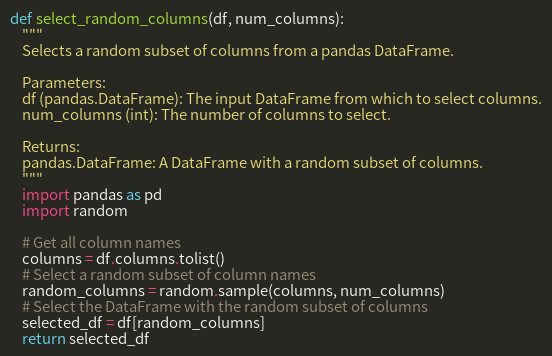 def select_random_columns(df, num_columns):
    """
    Selects a random subset of columns from a pandas DataFrame.

    Parameters:
    df (pandas.DataFrame): The input DataFrame from which to select columns.
    num_columns (int): The number of columns to select.

    Returns:
    pandas.DataFrame: A DataFrame with a random subset of columns.
    """
    import pandas as pd
    import random

    # Get all column names
    columns = df.columns.tolist()
    # Select a random subset of column names
    random_columns = random.sample(columns, num_columns)
    # Select the DataFrame with the random subset of columns
    selected_df = df[random_columns]
    return selected_df